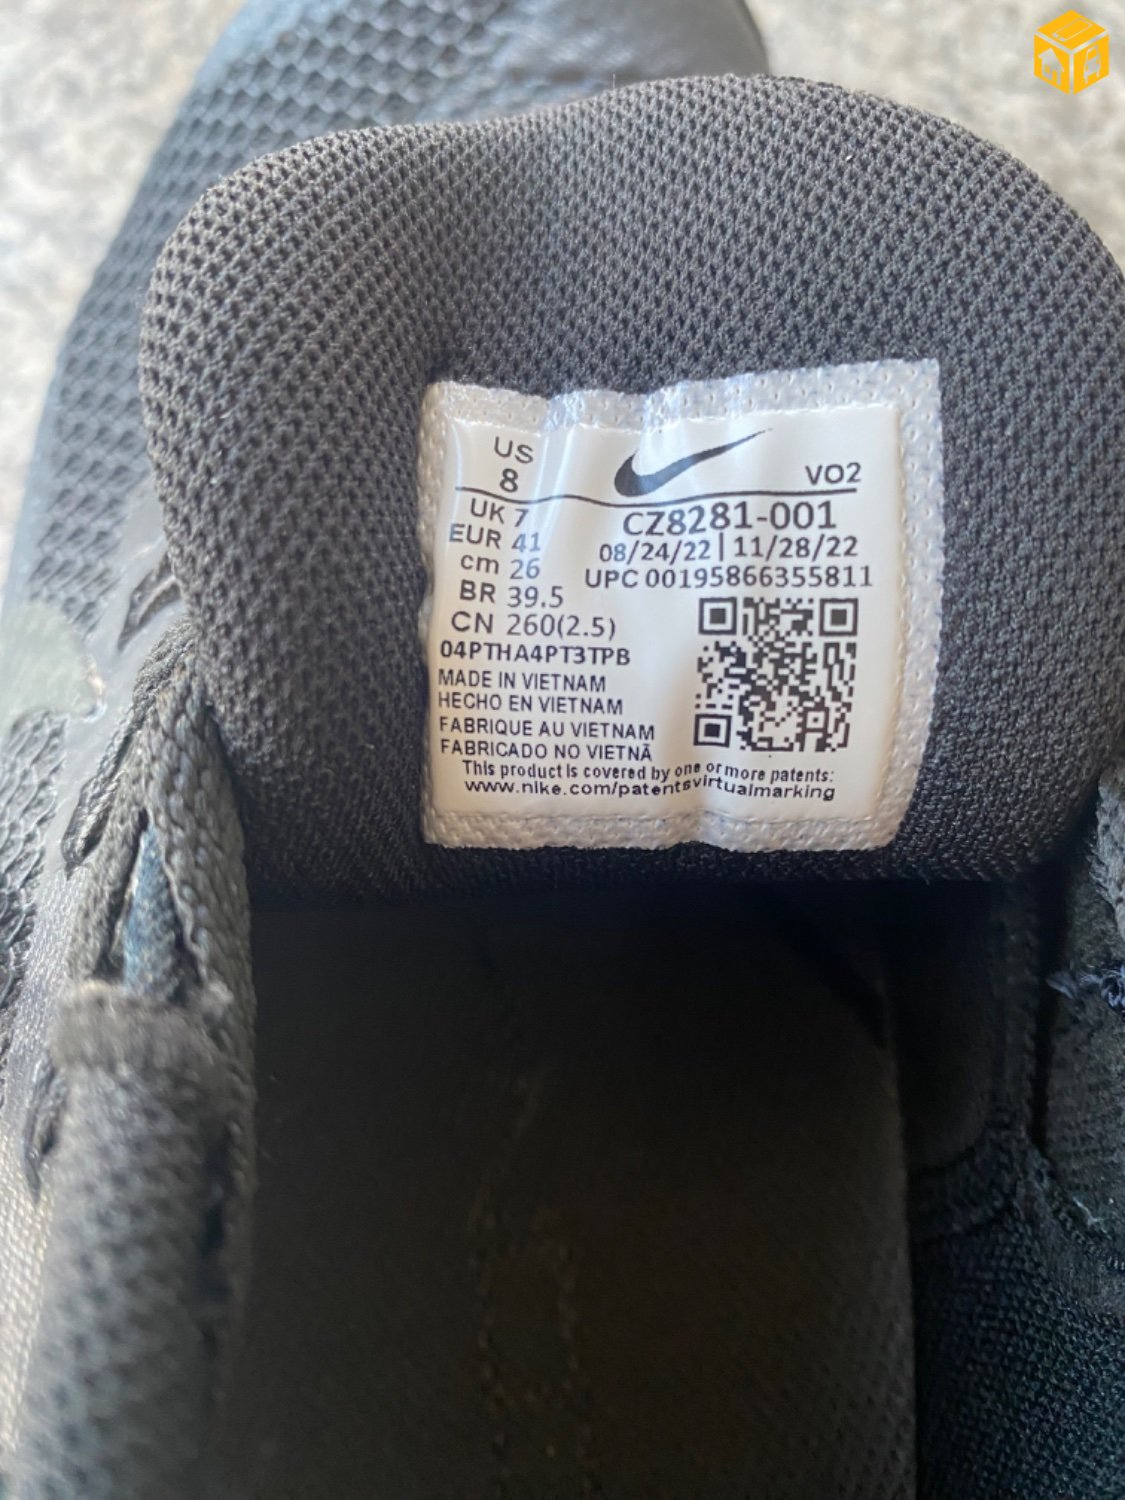 US
8
VO2
UK 7
EUR 41
cm 26
BR 39.5
CN 260(2.5)
CZ8281-001
08/24/22 | 11/28/22
UPC 00195866355811
04PTHA4PT3TPB
MADE IN VIETNAM
HECHO EN VIETNAM
FABRIQUE AU VIETNAM
FABRICADO NO VIETNÃ
This product is covered by one or more patents:
www.nike.com/patentsvirtualmarking